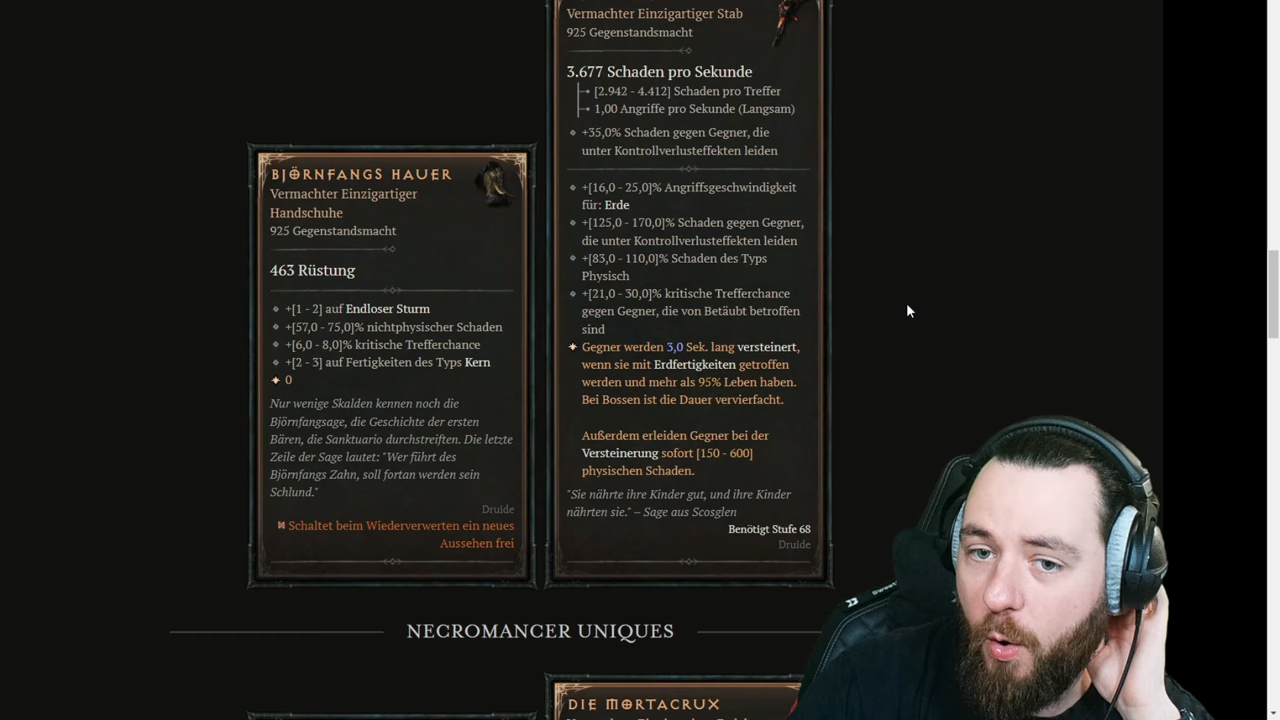 Vermachter Einzigartiger Stab
925 Gegenstandsmacht
3.677 Schaden pro Sekunde
[2.942 - 4.412] Schaden pro Treffer
1,00 Angriffe pro Sekunde (Langsam)
+35,0% Schaden gegen Gegner, die
unter Kontrollverlusteffekten leiden
+[16,0 - 25,0]% Angriffsgeschwindigkeit
für: Erde
+[125,0 - 170,0]% Schaden gegen Gegner,
die unter Kontrollverlusteffekten leiden
+[83,0 - 110,0]% Schaden des Typs
Physisch
+[21,0 - 30,0]% kritische Trefferchance
gegen Gegner, die von Betäubt betroffen
sind
Gegner werden 3,0 Sek. lang versteinert,
wenn sie mit Erdfertigkeiten getroffen
werden und mehr als 95% Leben haben.
Bei Bossen ist die Dauer vervierfacht.
Außerdem erleiden Gegner bei der
Versteinerung sofort [150 - 600]
physischen Schaden.
"Sie nährte ihre Kinder gut, und ihre Kinder
nährten sie." – Sage aus Scosglen
Benötigt Stufe 68
Druide
BJÖRNFANGS HAUER
Vermachter Einzigartiger
Handschuhe
925 Gegenstandsmacht
463 Rüstung
+[1 - 2] auf Endloser Sturm
+[57,0 - 75,0]% nichtphysischer Schaden
+[6,0 - 8,0]% kritische Trefferchance
+[2 - 3] auf Fertigkeiten des Typs Kern
0
Nur wenige Skalden kennen noch die
Björnfangsage, die Geschichte der ersten
Bären, die Sanktuario durchstreiften. Die letzte
Zeile der Sage lautet: "Wer führt des
Björnfangs Zahn, soll fortan werden sein
Schlund."
Druide
Schaltet beim Wiederverwerten ein neues
Aussehen frei
NECROMANCER UNIQUES
DIE MORTACRUX